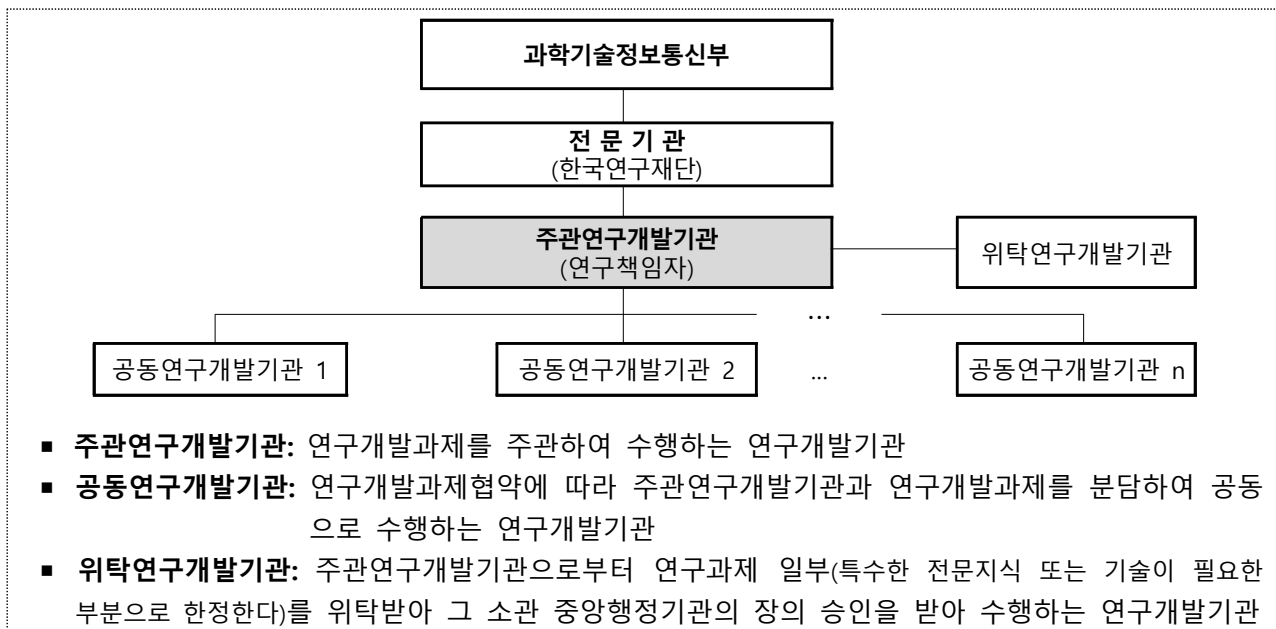 과학기술정보통신부
전 문 기 관
(한국연구재단)
주관연구개발기관
(연구책임자)
위탁연구개발기관
...
공동연구개발기관 1
공동연구개발기관 2
...
공동연구개발기관 n
▪ 주관연구개발기관: 연구개발과제를 주관하여 수행하는 연구개발기관
▪ 공동연구개발기관: 연구개발과제협약에 따라 주관연구개발기관과 연구개발과제를 분담하여 공동
으로 수행하는 연구개발기관
▪ 위탁연구개발기관: 주관연구개발기관으로부터 연구과제 일부(특수한 전문지식 또는 기술이 필요한
부분으로 한정한다)를 위탁받아 그 소관 중앙행정기관의 장의 승인을 받아 수행하는 연구개발기관